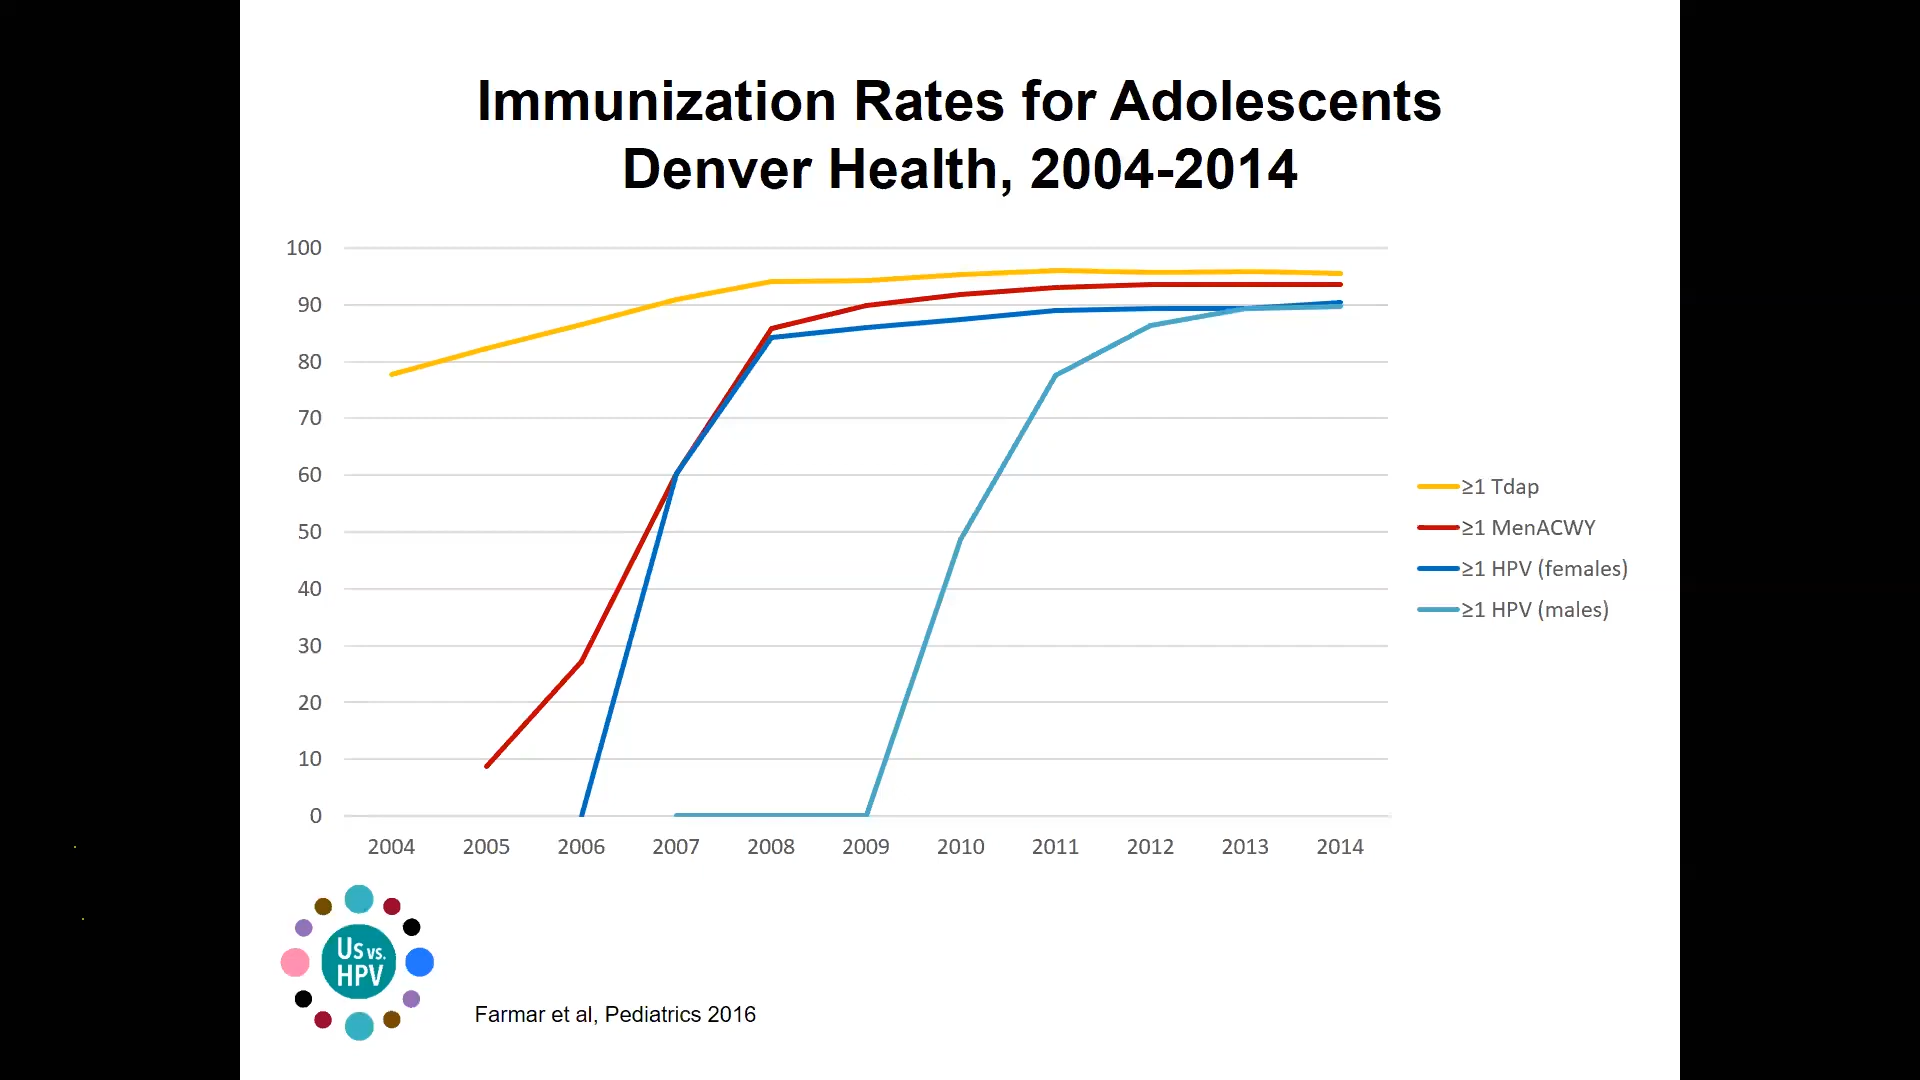 Immunization Rates for Adolescents
Denver Health, 2004-2014
100
90
80
70
60
50
40
30
20
10
0
2004 2005 2006 2007 2008 2009 2010 2011 2012 2013 2014
≥1 Tdap
≥1 MenACWY
≥1 HPV (females)
≥1 HPV (males)
Us vs.
HPV
Farmar et al, Pediatrics 2016